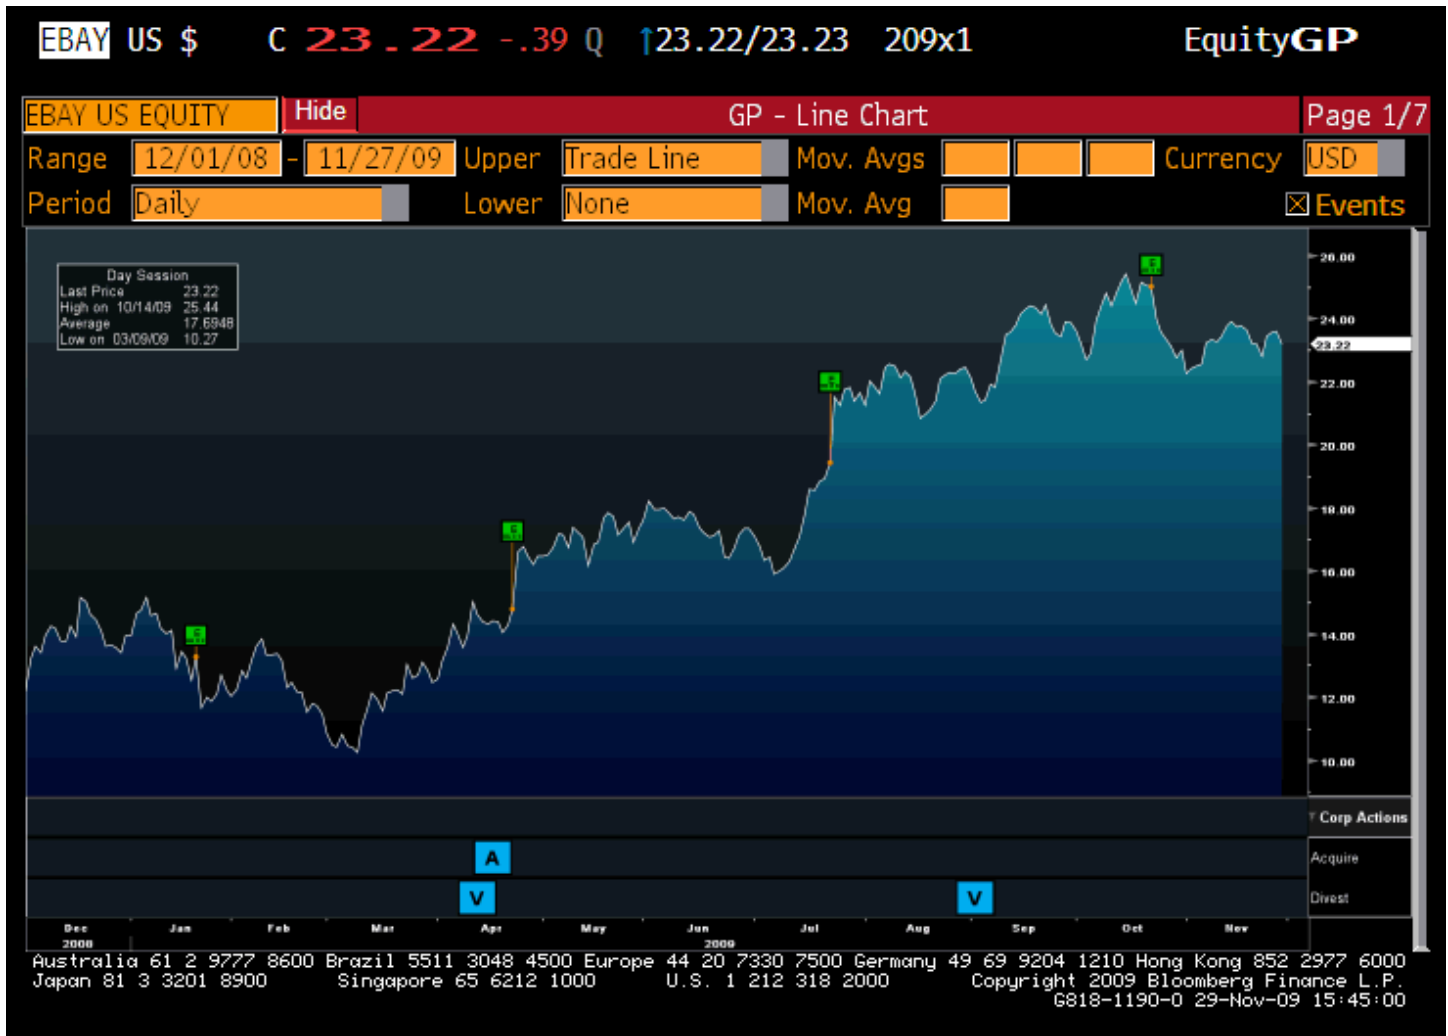 EBAY US $ C 23.22 -.39 Q ↑23.22/23.23 209x1 EquityGP
EBAY US EQUITY Hide GP - Line Chart Page 1/7
Range 12/01/08 - 11/27/09 Upper Trade Line Mov. Avgs Currency USD
Period Daily Lower None Mov. Avg Events
Day Session
Last Price 23.22
High on 10/14/09 25.44
Average 17.6948
Low on 03/09/09 10.27
26.00
24.00
23.22
22.00
20.00
18.00
16.00
14.00
12.00
10.00
E
E
E
E
Corp Actions
A Acquire
V V Divest
Dec Jan Feb Mar Apr May Jun Jul Aug Sep Oct Nov
2008 2009
Australia 61 2 9777 8600 Brazil 5511 3048 4500 Europe 44 20 7330 7500 Germany 49 69 9204 1210 Hong Kong 852 2977 6000
Japan 81 3 3201 8900 Singapore 65 6212 1000 U.S. 1 212 318 2000 Copyright 2009 Bloomberg Finance L.P.
G818-1190-0 29-Nov-09 15:45:00